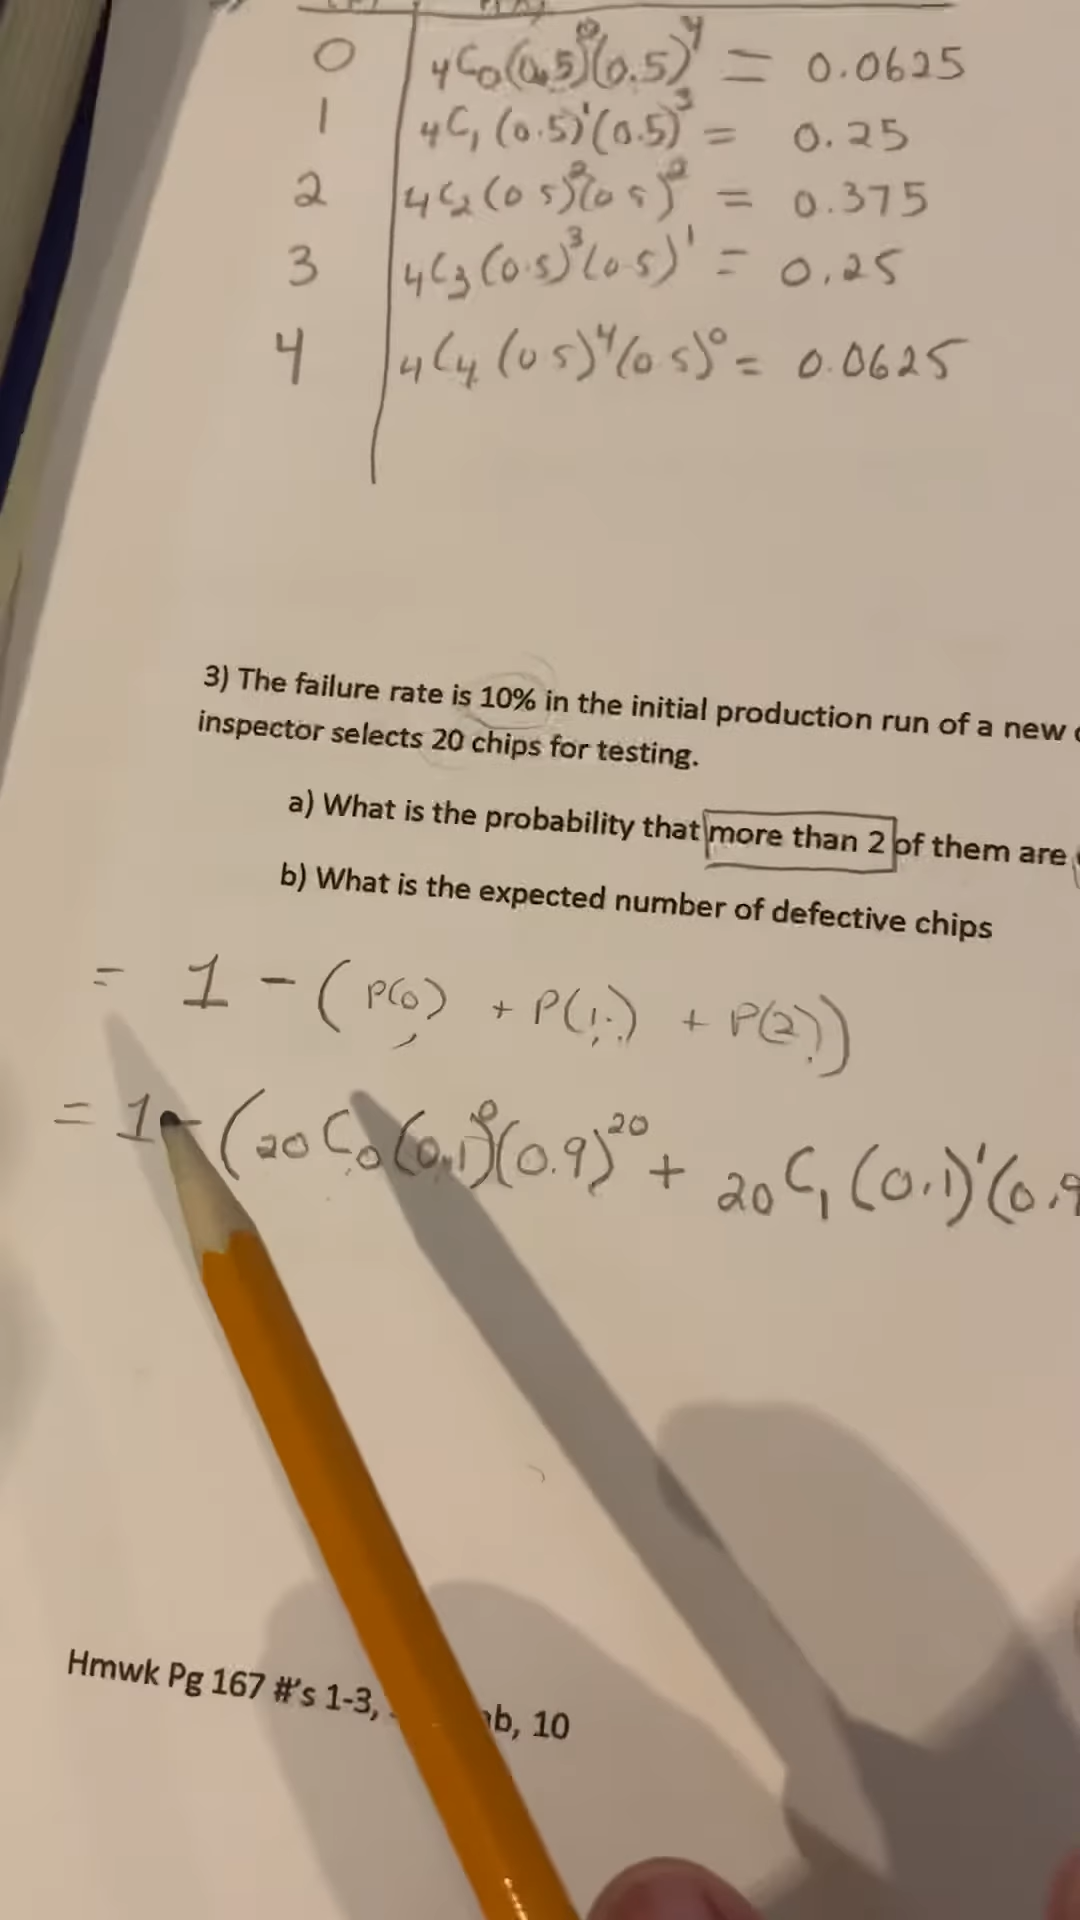 0 4C0(0.5)^0(0.5)^4 = 0.0625
1 4C1(0.5)^1(0.5)^3 = 0.25
2 4C2(0 5)^2(0 5)^2 = 0.375
3 4C3(0.5)^3(0.5)^1 = 0.25
4 4C4(0 5)^4(0.5)^0 = 0.0625
3) The failure rate is 10% in the initial production run of a new
inspector selects 20 chips for testing.
a) What is the probability that more than 2 of them are
b) What is the expected number of defective chips
= 1 - (P(0) + P(1) + P(2))
= 1 - (20C0(0.1)^0(0.9)^20 + 20C1(0.1)^1(0.9
Hmwk Pg 167 #'s 1-3, b, 10